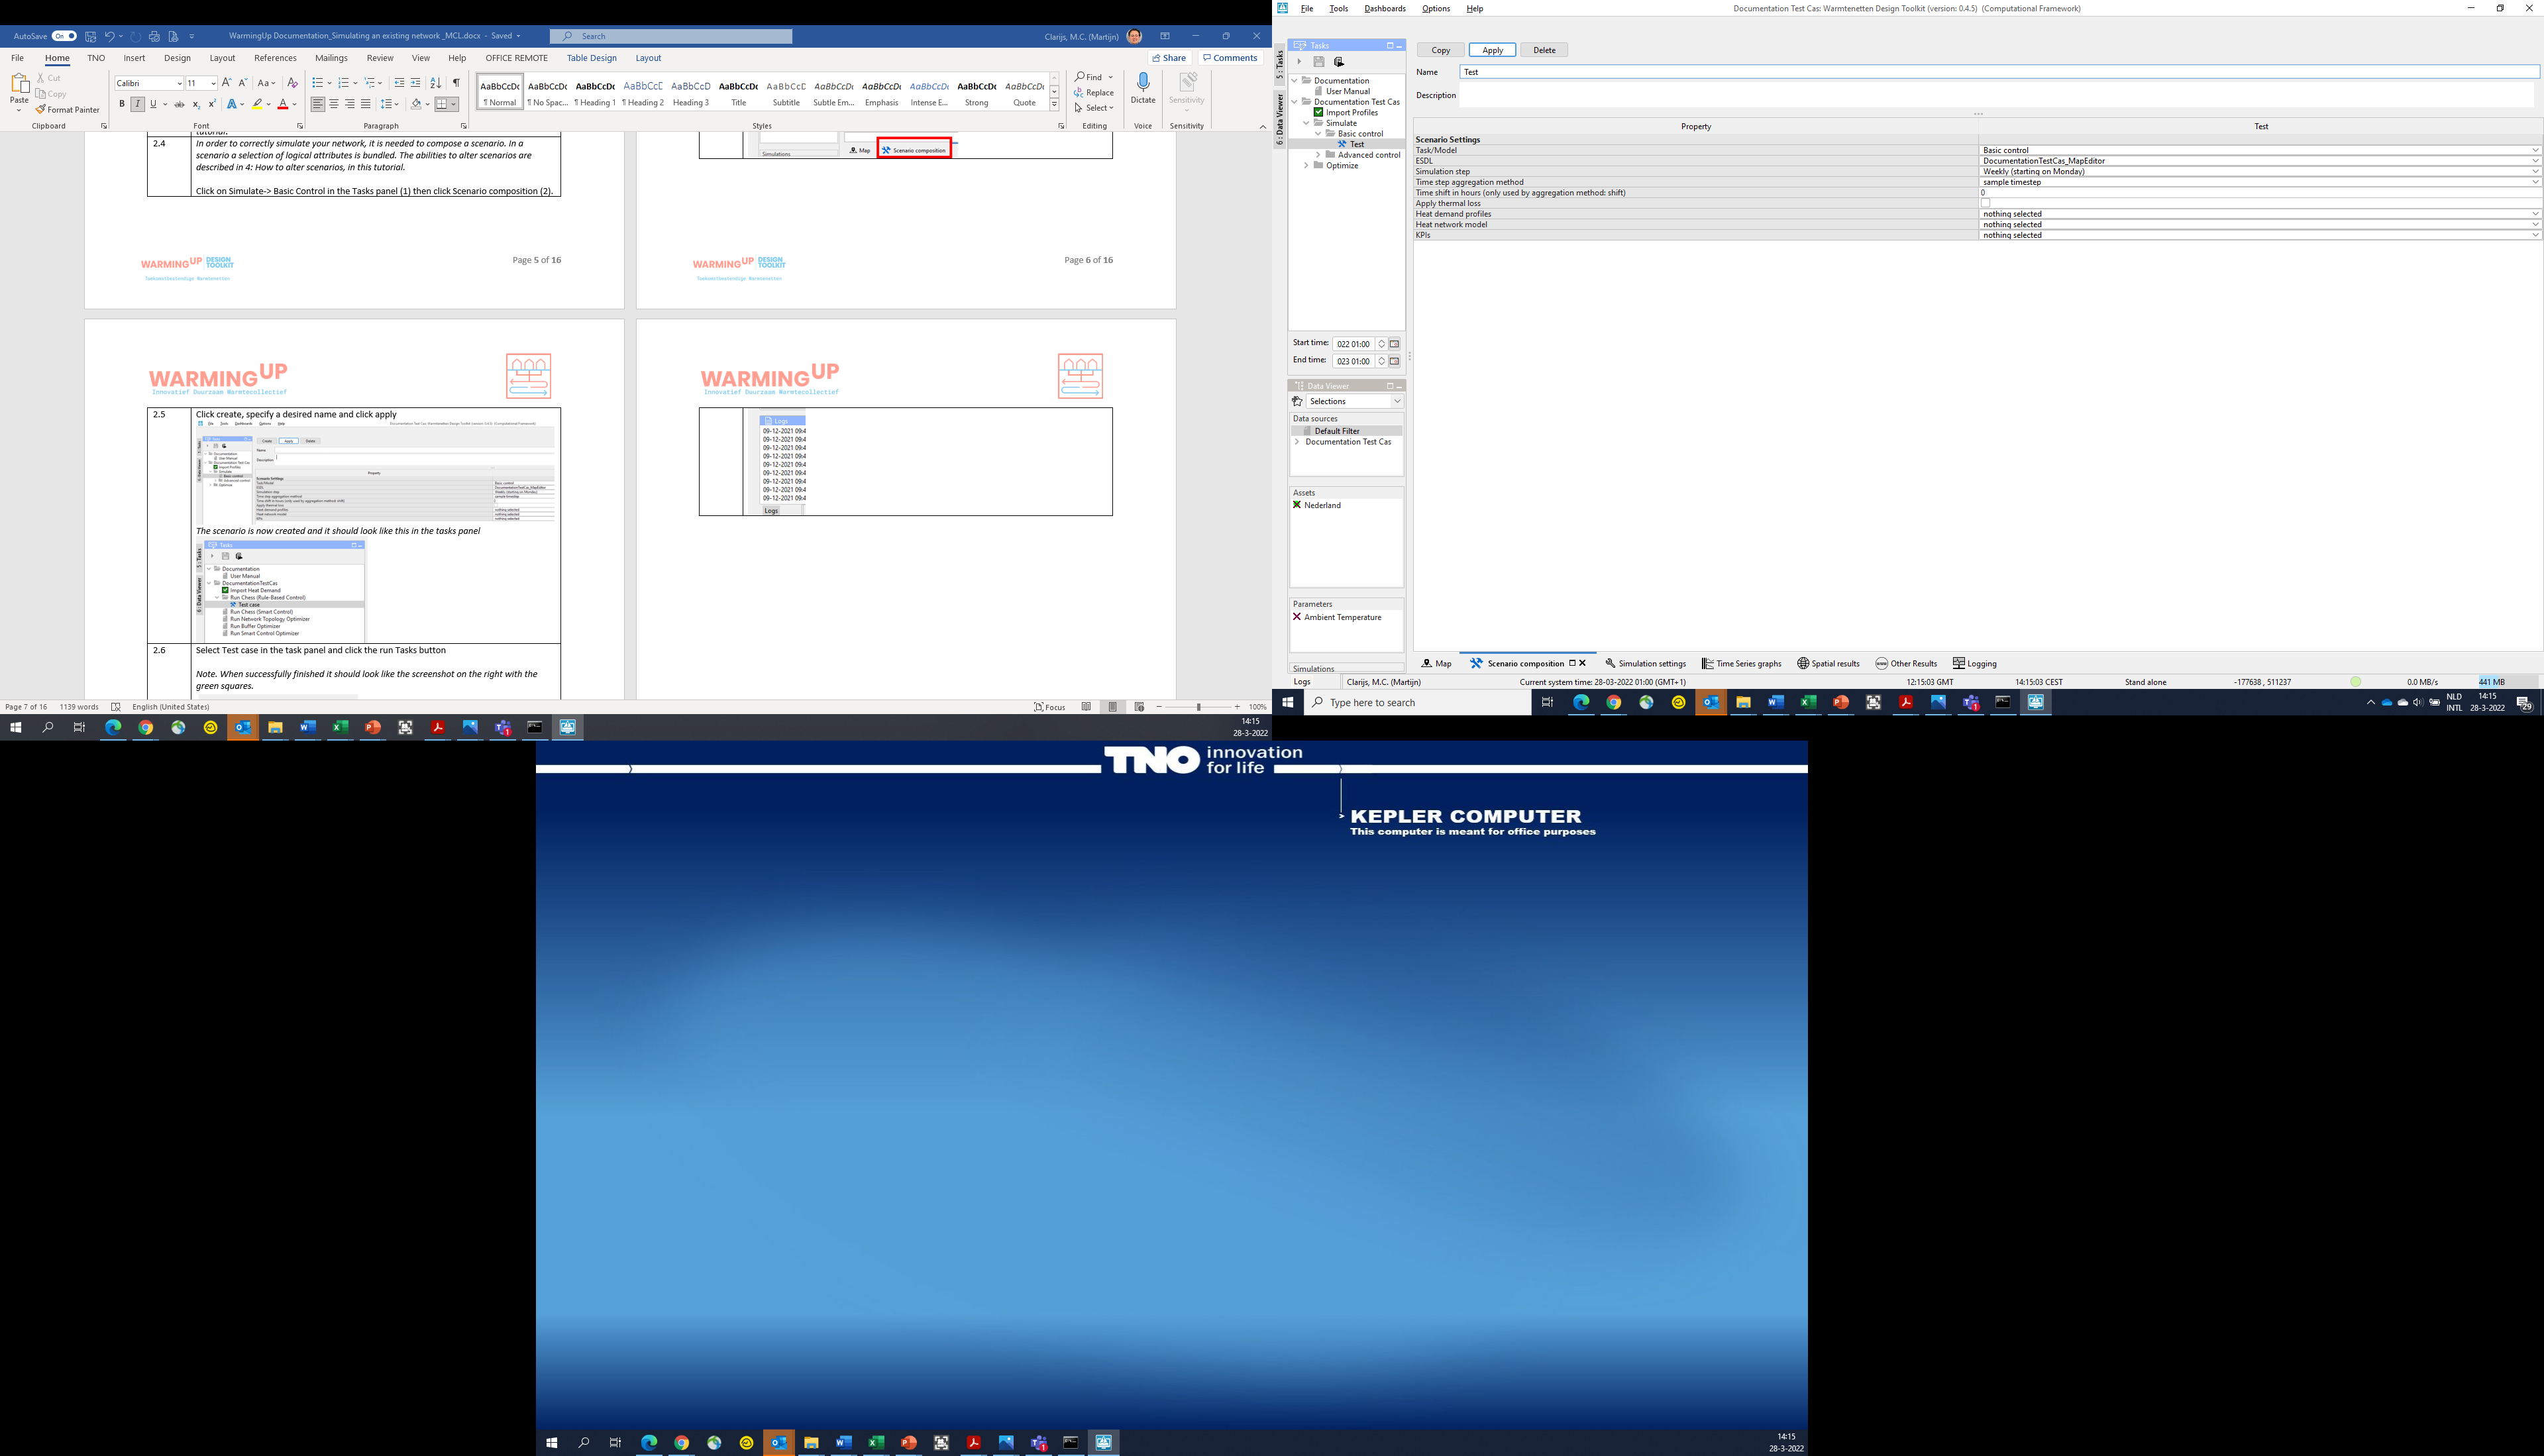 AutoSave On WarmingUp Documentation_Simulating an existing network _MCL.docx - Saved Search Clarijs, M.C. (Martijn)
File Home TNO Insert Design Layout References Mailings Review View Help OFFICE REMOTE Table Design Layout Share Comments
Paste Cut Copy Format Painter
Calibri 11
¶ Normal ¶ No Spac... ¶ Heading 1 ¶ Heading 2 Heading 3 Title Subtitle Subtle Em... Emphasis Intense E... Strong Quote
Find Replace Select Dictate Sensitivity
Clipboard Font Paragraph Styles Editing Voice Sensitivity
tutorial.
2.4 In order to correctly simulate your network, it is needed to compose a scenario. In a
scenario a selection of logical attributes is bundled. The abilities to alter scenarios are
described in 4: How to alter scenarios, in this tutorial.
Click on Simulate-> Basic Control in the Tasks panel (1) then click Scenario composition (2).
WARMINGUP DESIGN TOOLKIT
Page 5 of 16
Simulations Map Scenario composition
WARMINGUP DESIGN TOOLKIT
Page 6 of 16
WARMINGUP
Innovatief Duurzaam Warmtecollectief
2.5 Click create, specify a desired name and click apply
The scenario is now created and it should look like this in the tasks panel
Tasks
Documentation
User Manual
DocumentationTestCas
Import Heat Demand
Run Chess (Rule-Based Control)
Test case
Run Chess (Smart Control)
Run Network Topology Optimizer
Run Buffer Optimizer
Run Smart Control Optimizer
2.6 Select Test case in the task panel and click the run Tasks button
Note. When successfully finished it should look like the screenshot on the right with the
green squares.
WARMINGUP
Innovatief Duurzaam Warmtecollectief
Logs
09-12-2021 09:4
09-12-2021 09:4
09-12-2021 09:4
09-12-2021 09:4
09-12-2021 09:4
09-12-2021 09:4
09-12-2021 09:4
09-12-2021 09:4
09-12-2021 09:4
Logs
Page 7 of 16 1139 words English (United States) Focus 100%
14:15
28-3-2022
File Tools Dashboards Options Help Documentation Test Cas: Warmtenetten Design Toolkit (version: 0.4.5) (Computational Framework)
5 : Tasks
6 : Data Viewer
Tasks
Documentation
User Manual
Documentation Test Cas
Import Profiles
Simulate
Basic control
Test
Advanced control
Optimize
Start time: 022 01:00
End time: 023 01:00
Data Viewer
Selections
Data sources
Default Filter
Documentation Test Cas
Assets
Nederland
Parameters
Ambient Temperature
Simulations
Copy Apply Delete
Name Test
Description
Property Test
Scenario Settings
Task/Model Basic control
ESDL DocumentationTestCas_MapEditor
Simulation step Weekly (starting on Monday)
Time step aggregation method sample timestep
Time shift in hours (only used by aggregation method: shift) 0
Apply thermal loss
Heat demand profiles nothing selected
Heat network model nothing selected
KPIs nothing selected
Map Scenario composition Simulation settings Time Series graphs Spatial results Other Results Logging
Logs Clarijs, M.C. (Martijn) Current system time: 28-03-2022 01:00 (GMT+1) 12:15:03 GMT 14:15:03 CEST Stand alone -177638 , 511237 0.0 MB/s 441 MB
Type here to search NLD INTL 14:15 28-3-2022 29
TNO innovation
for life
KEPLER COMPUTER
This computer is meant for office purposes
14:15
28-3-2022